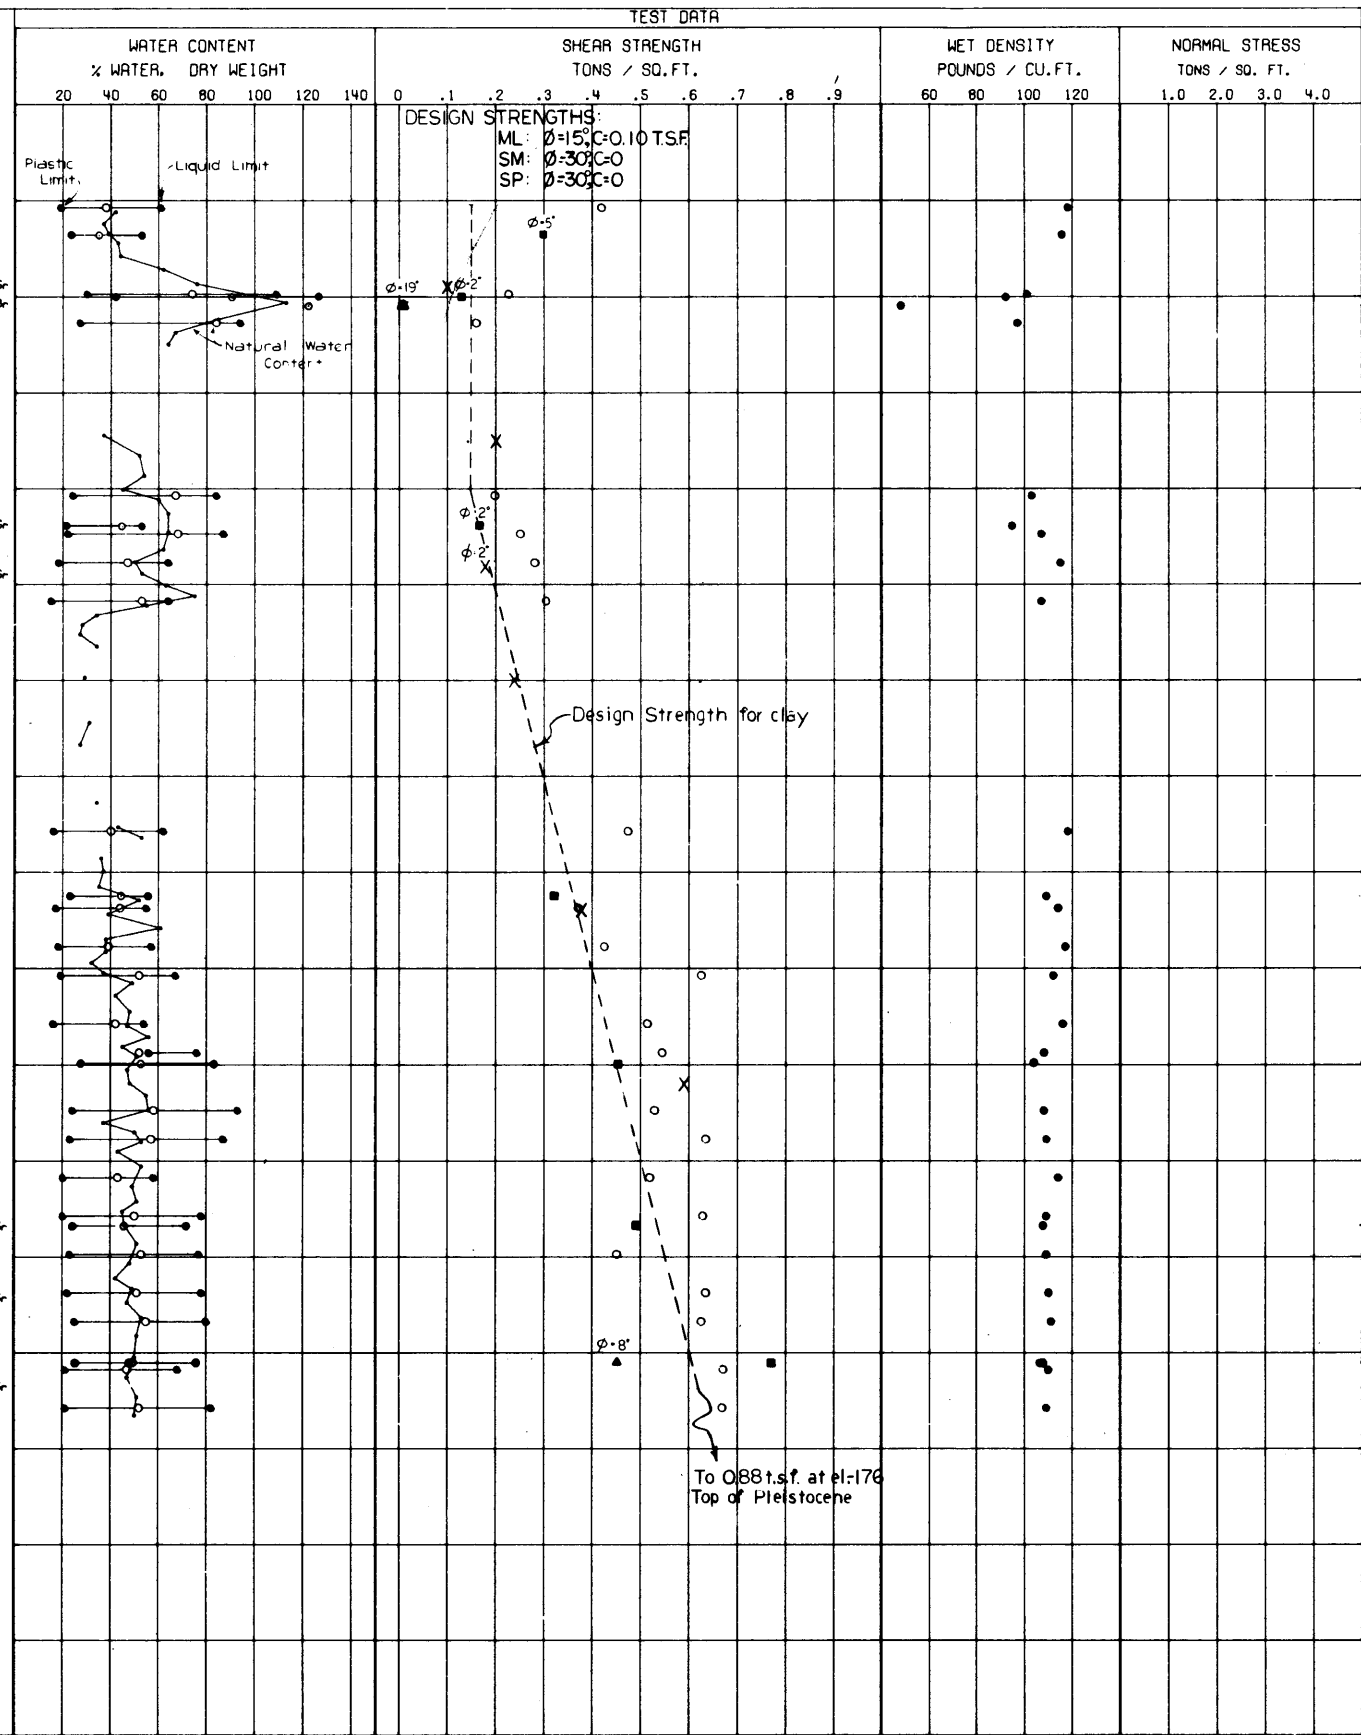 TEST DATA
WATER CONTENT
% WATER, DRY WEIGHT
SHEAR STRENGTH
TONS / SQ.FT.
WET DENSITY
POUNDS / CU.FT.
NORMAL STRESS
TONS / SQ. FT.
20 40 60 80 100 120 140
0 .1 .2 .3 .4 .5 .6 .7 .8 .9
60 80 100 120
1.0 2.0 3.0 4.0
DESIGN STRENGTHS:
ML: Ø=15°,C=0.10 T.S.F.
SM: Ø=30°,C=0
SP: Ø=30°,C=0
Plastic
Limit
Liquid Limit
Ø=5°
Ø=19°
Ø=2°
Natural Water
Content
Ø=2°
Ø=2°
Design Strength for clay
Ø=8°
To 0.88 t.s.f. at el.-176
Top of Pleistocene